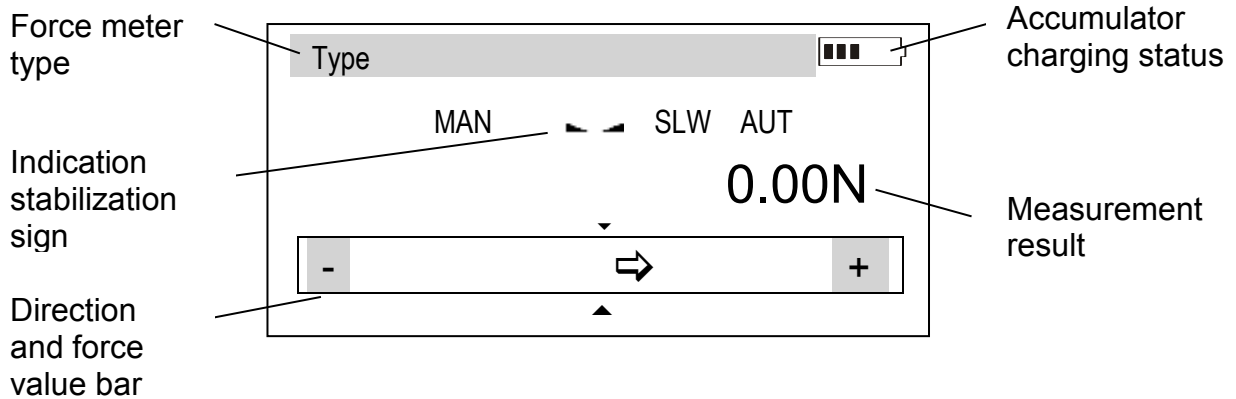 Force meter
type
Accumulator
charging status
Type
MAN SLW AUT
Indication
stabilization
sign
0.00N
Measurement
result
- +
Direction
and force
value bar